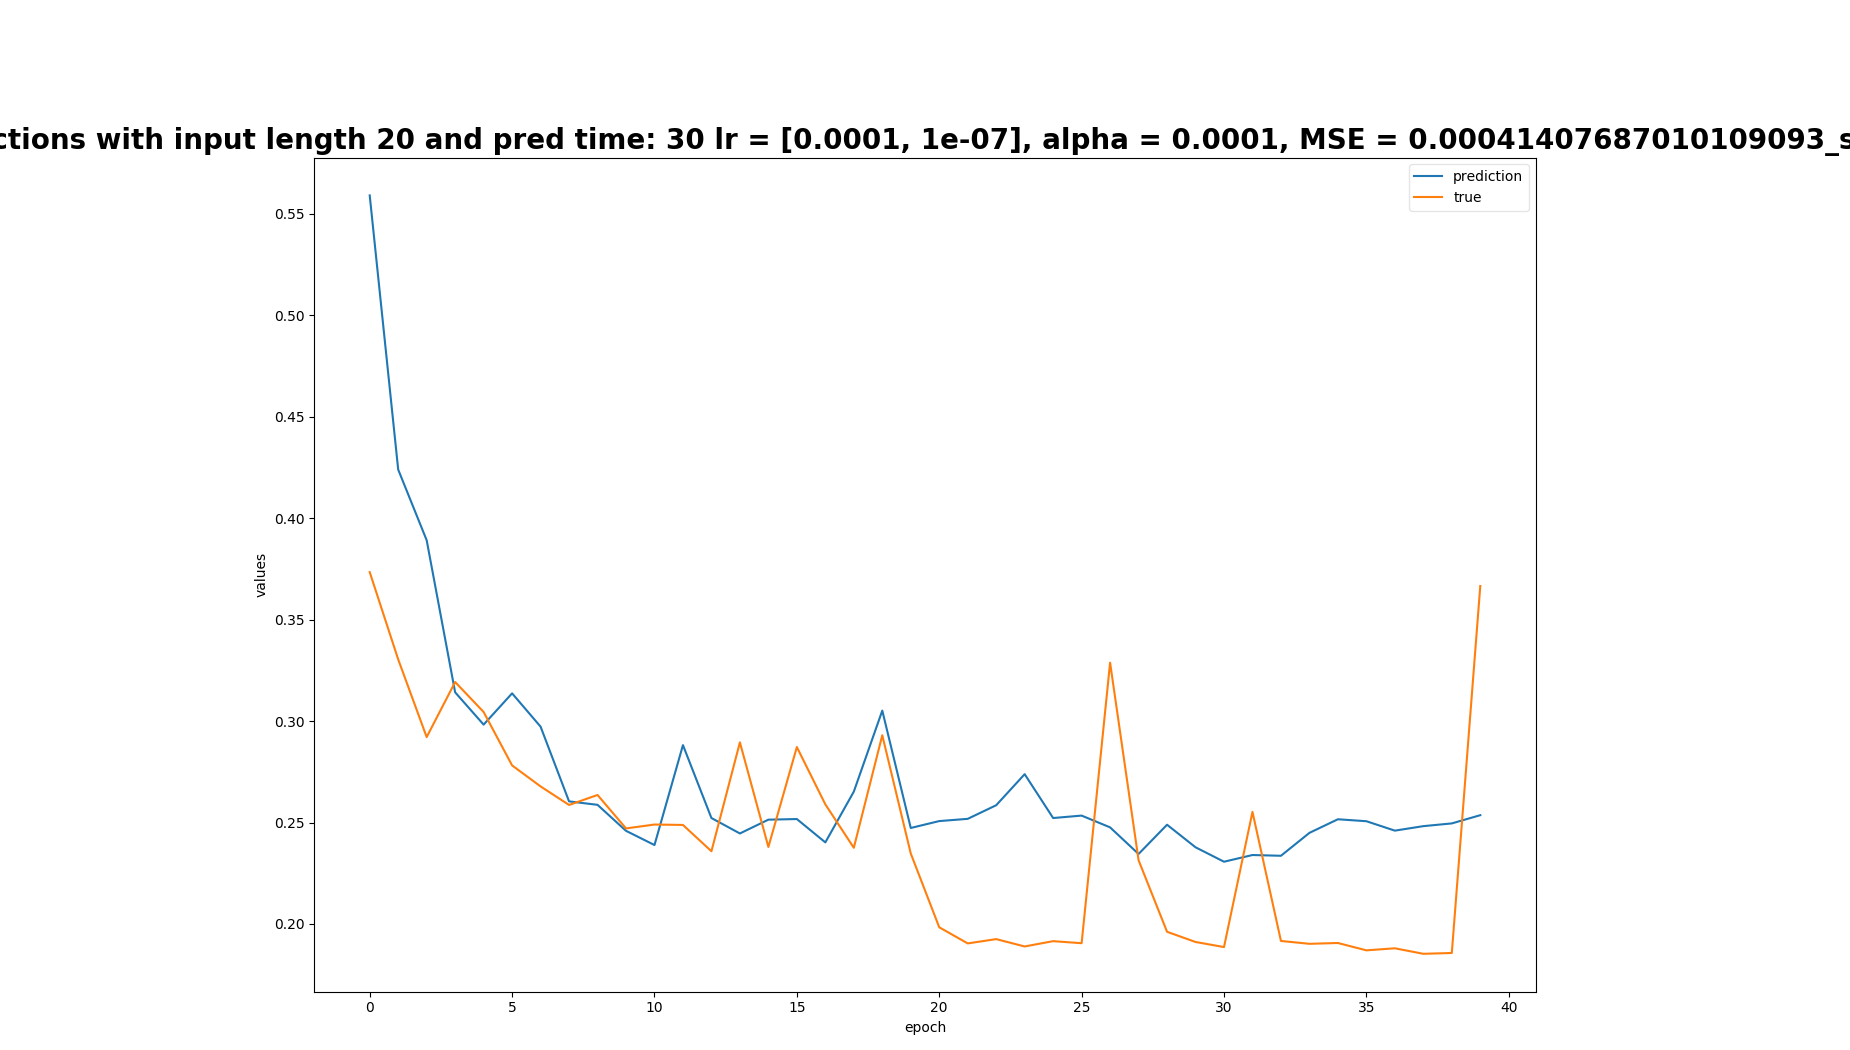 ctions with input length 20 and pred time: 30 lr = [0.0001, 1e-07], alpha = 0.0001, MSE = 0.00041407687010109093_s
prediction
true
0.55
0.50
0.45
0.40
0.35
0.30
0.25
0.20
values
0 5 10 15 20 25 30 35 40
epoch